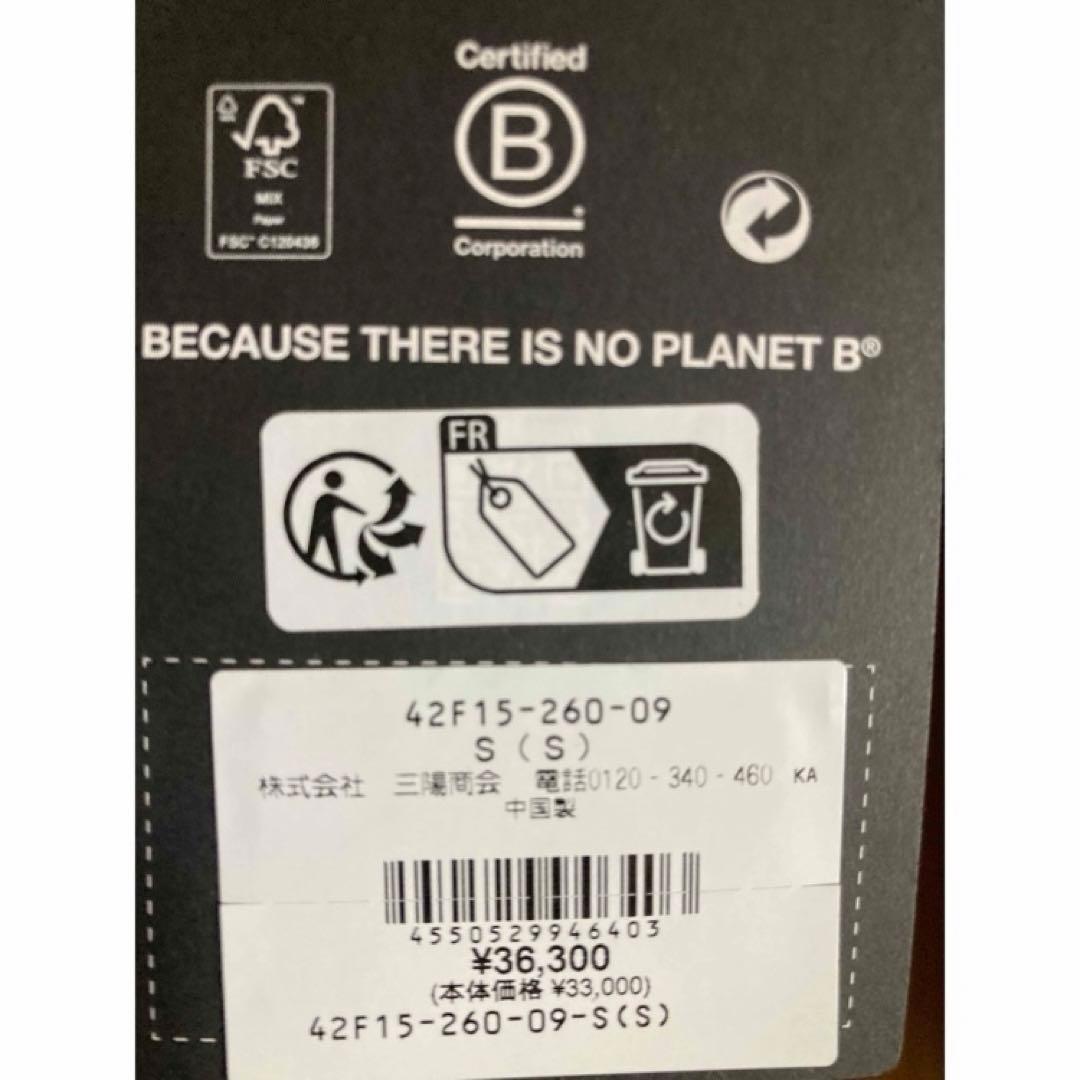 Certified
B
Corporation
FSC
MIX
Paper
FSC™ C120436
BECAUSE THERE IS NO PLANET B®
FR
42F15-260-09
S (S)
株式会社 三陽商会 電話0120-340-460 KA
中国製
4550529946403
¥36,300
(本体価格 ¥33,000)
42F15-260-09-S(S)